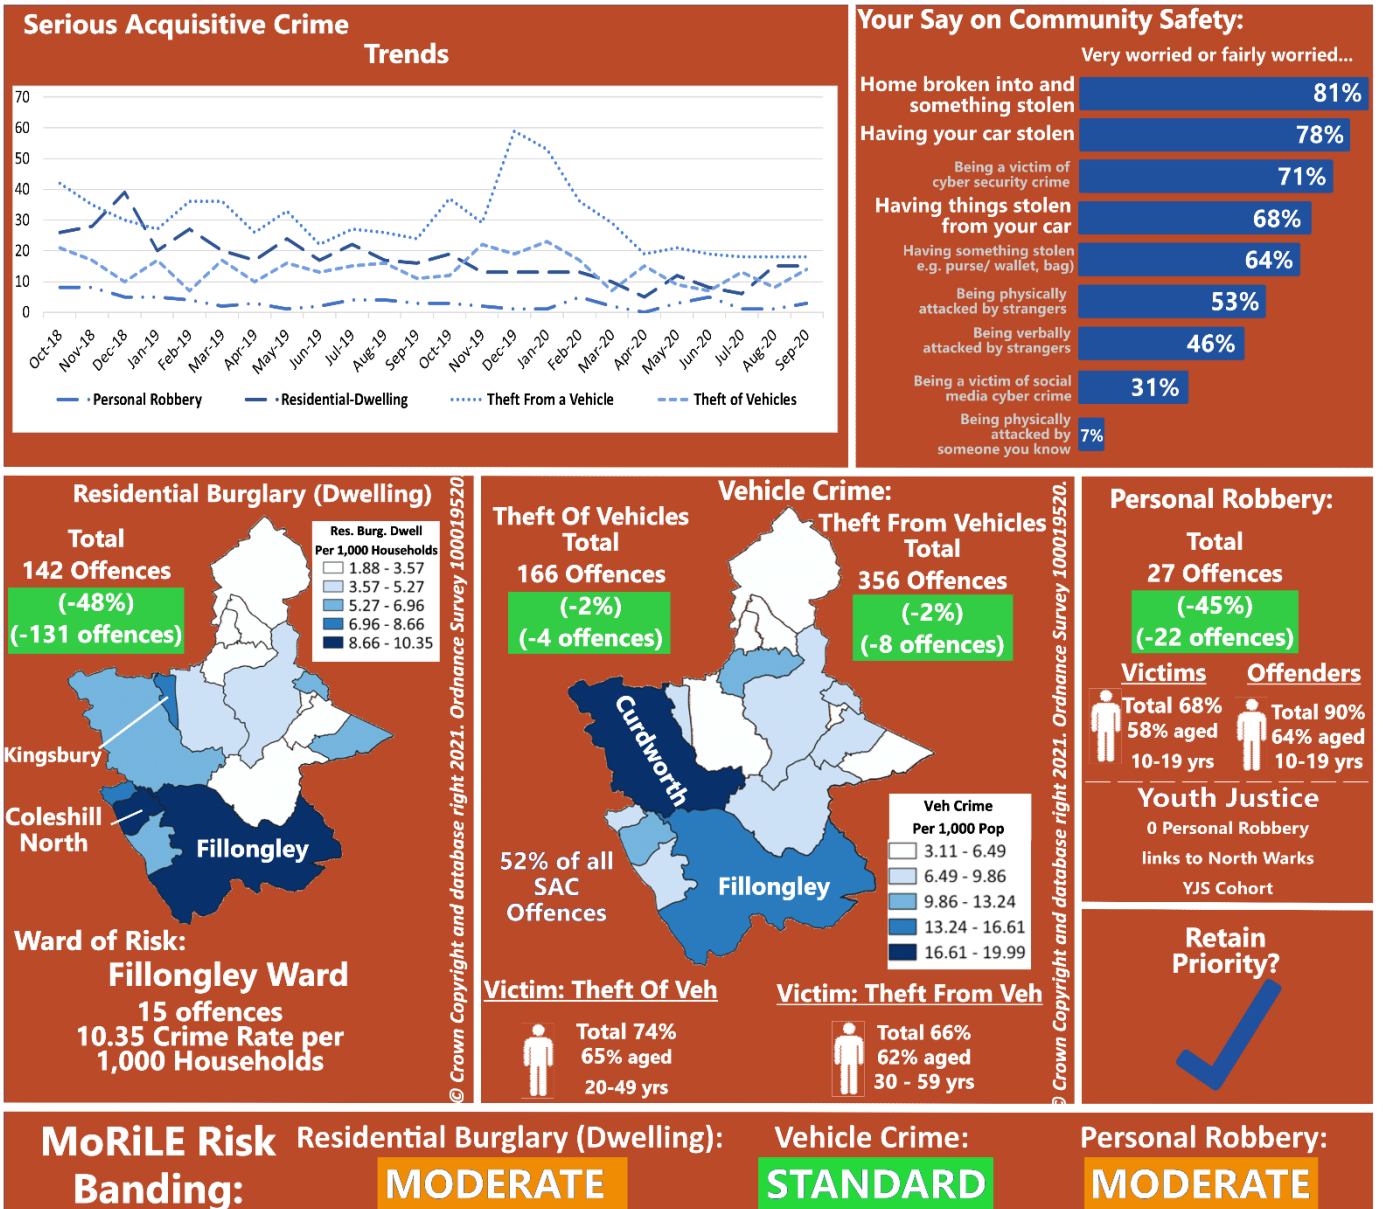 Serious Acquisitive Crime
Trends
70
60
50
40
30
20
10
0
Oct-18
Nov-18
Dec-18
Jan-19
Feb-19
Mar-19
Apr-19
May-19
Jun-19
Jul-19
Aug-19
Sep-19
Oct-19
Nov-19
Dec-19
Jan-20
Feb-20
Mar-20
Apr-20
May-20
Jun-20
Jul-20
Aug-20
Sep-20
Personal Robbery
Residential-Dwelling
Theft From a Vehicle
Theft of Vehicles
Your Say on Community Safety:
Very worried or fairly worried...
Home broken into and
something stolen
81%
Having your car stolen
78%
Being a victim of
cyber security crime
71%
Having things stolen
from your car
68%
Having something stolen
e.g. purse/ wallet, bag)
64%
Being physically
attacked by strangers
53%
Being verbally
attacked by strangers
46%
Being a victim of social
media cyber crime
31%
Being physically
attacked by
someone you know
7%
Residential Burglary (Dwelling)
Total
142 Offences
(-48%)
(-131 offences)
Res. Burg. Dwell
Per 1,000 Households
1.88 - 3.57
3.57 - 5.27
5.27 - 6.96
6.96 - 8.66
8.66 - 10.35
Kingsbury
Coleshill
North
Fillongley
Ward of Risk:
Fillongley Ward
15 offences
10.35 Crime Rate per
1,000 Households
© Crown Copyright and database right 2021. Ordnance Survey 100019520.
Vehicle Crime:
Theft Of Vehicles
Total
166 Offences
(-2%)
(-4 offences)
Theft From Vehicles
Total
356 Offences
(-2%)
(-8 offences)
Curdworth
Fillongley
52% of all
SAC
Offences
Veh Crime
Per 1,000 Pop
3.11 - 6.49
6.49 - 9.86
9.86 - 13.24
13.24 - 16.61
16.61 - 19.99
Victim: Theft Of Veh
Total 74%
65% aged
20-49 yrs
Victim: Theft From Veh
Total 66%
62% aged
30 - 59 yrs
© Crown Copyright and database right 2021. Ordnance Survey 100019520.
Personal Robbery:
Total
27 Offences
(-45%)
(-22 offences)
Victims
Total 68%
58% aged
10-19 yrs
Offenders
Total 90%
64% aged
10-19 yrs
Youth Justice
0 Personal Robbery
links to North Warks
YJS Cohort
Retain
Priority?
MoRiLE Risk
Banding:
Residential Burglary (Dwelling):
MODERATE
Vehicle Crime:
STANDARD
Personal Robbery:
MODERATE